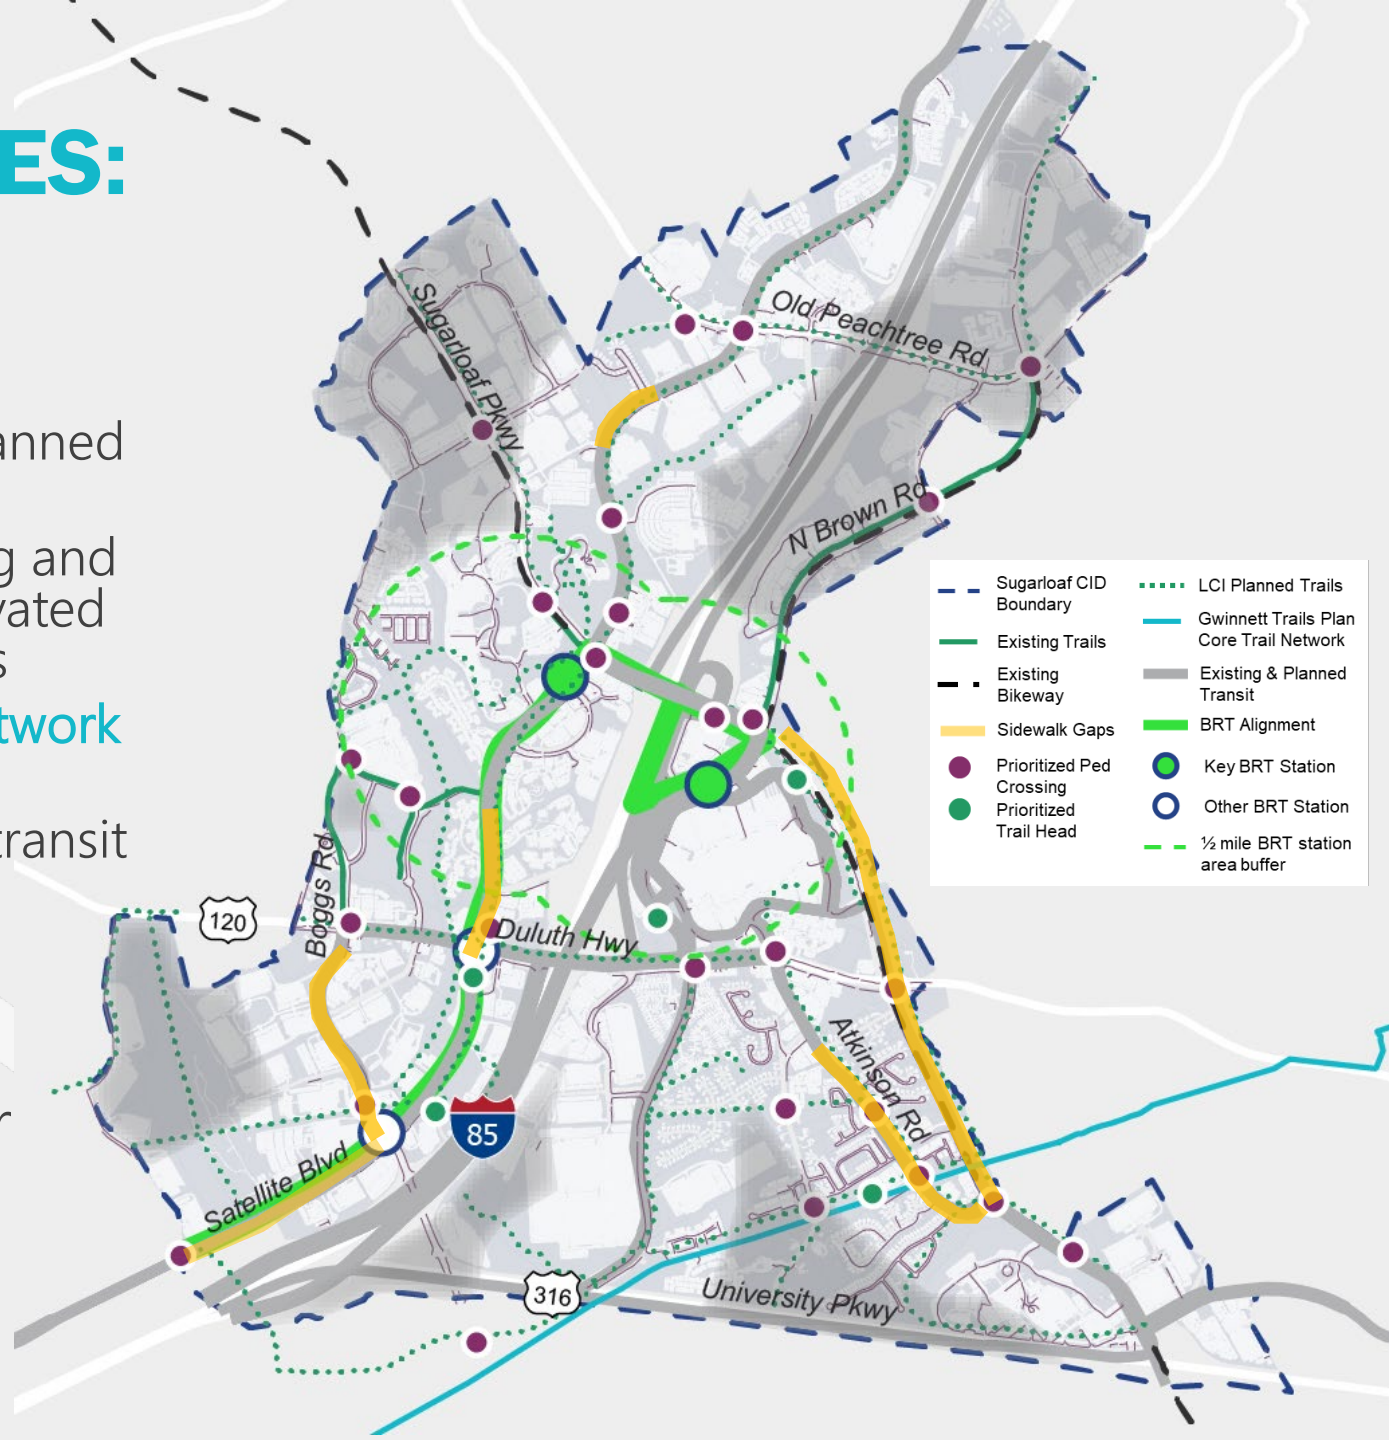 ES:
anned
g and
vated
s
twork
transit
r
Sugarloaf Pkwy
Old Peachtree Rd
N Brown Rd
Boggs Rd
120
Duluth Hwy
Atkinson Rd
85
Satellite Blvd
316
University Pkwy
Sugarloaf CID
Boundary
Existing Trails
Existing
Bikeway
Sidewalk Gaps
Prioritized Ped
Crossing
Prioritized
Trail Head
LCI Planned Trails
Gwinnett Trails Plan
Core Trail Network
Existing & Planned
Transit
BRT Alignment
Key BRT Station
Other BRT Station
½ mile BRT station
area buffer